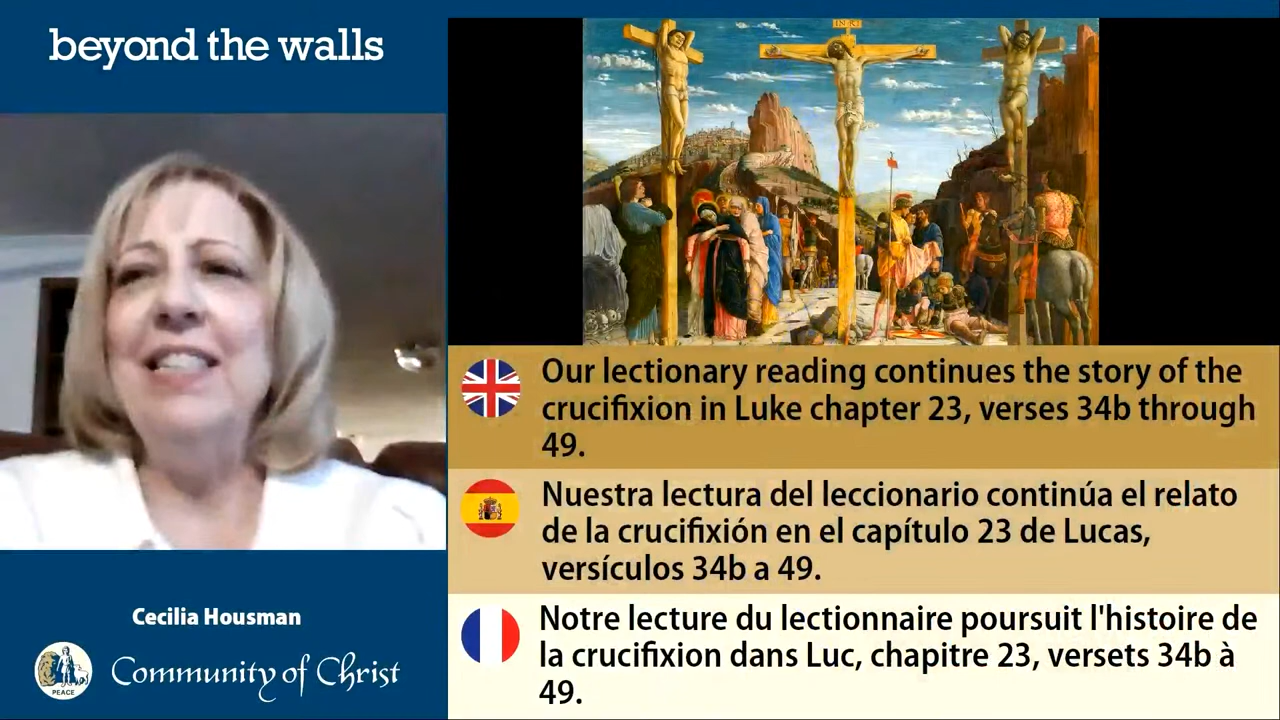 beyond the walls
INRI
Our lectionary reading continues the story of the
crucifixion in Luke chapter 23, verses 34b through
49.
Nuestra lectura del leccionario continúa el relato
de la crucifixión en el capítulo 23 de Lucas,
versículos 34b a 49.
Notre lecture du lectionnaire poursuit l'histoire de
la crucifixion dans Luc, chapitre 23, versets 34b à
49.
Cecilia Housman
PEACE
Community of Christ